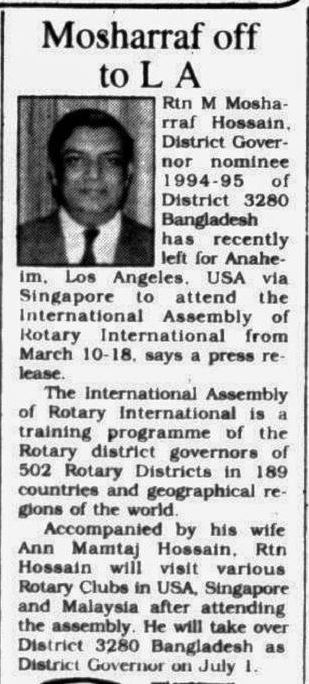 Mosharraf off
to L A
Rtn M Mosha-
rraf Hossain,
District Gover-
nor nominee
1994-95 of
District 3280
Bangladesh
has recently
left for Anahe-
im, Los Angeles, USA via
Singapore to attend the
International Assembly of
Rotary International from
March 10-18, says a press re-
lease.
The International Assembly
of Rotary International is a
training programme of the
Rotary district governors of
502 Rotary Districts in 189
countries and geographical re-
gions of the world.
Accompanied by his wife
Ann Mamtaj Hossain, Rtn
Hossain will visit various
Rotary Clubs in USA, Singapore
and Malaysia after attending
the assembly. He will take over
District 3280 Bangladesh as
District Governor on July 1.